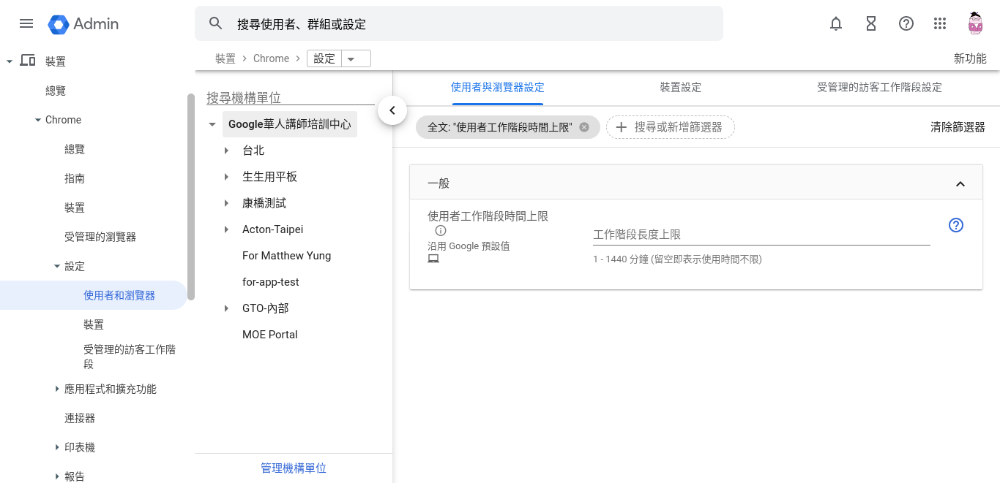 Admin
搜尋使用者、群組或設定
裝置
Chrome
設定
新功能
裝置
總覽
Chrome
總覽
指南
裝置
受管理的瀏覽器
設定
使用者和瀏覽器
裝置
受管理的訪客工作階
段
應用程式和擴充功能
連接器
印表機
報告
搜尋機構單位
Google華人講師培訓中心
台北
生生用平板
康橋測試
Acton-Taipei
For Matthew Yung
for-app-test
GTO-內部
MOE Portal
管理機構單位
使用者與瀏覽器設定
裝置設定
受管理的訪客工作階段設定
全文: "使用者工作階段時間上限"
搜尋或新增篩選器
清除篩選器
一般
使用者工作階段時間上限
沿用 Google 預設值
工作階段長度上限
1 - 1440 分鐘 (留空即表示使用時間不限)